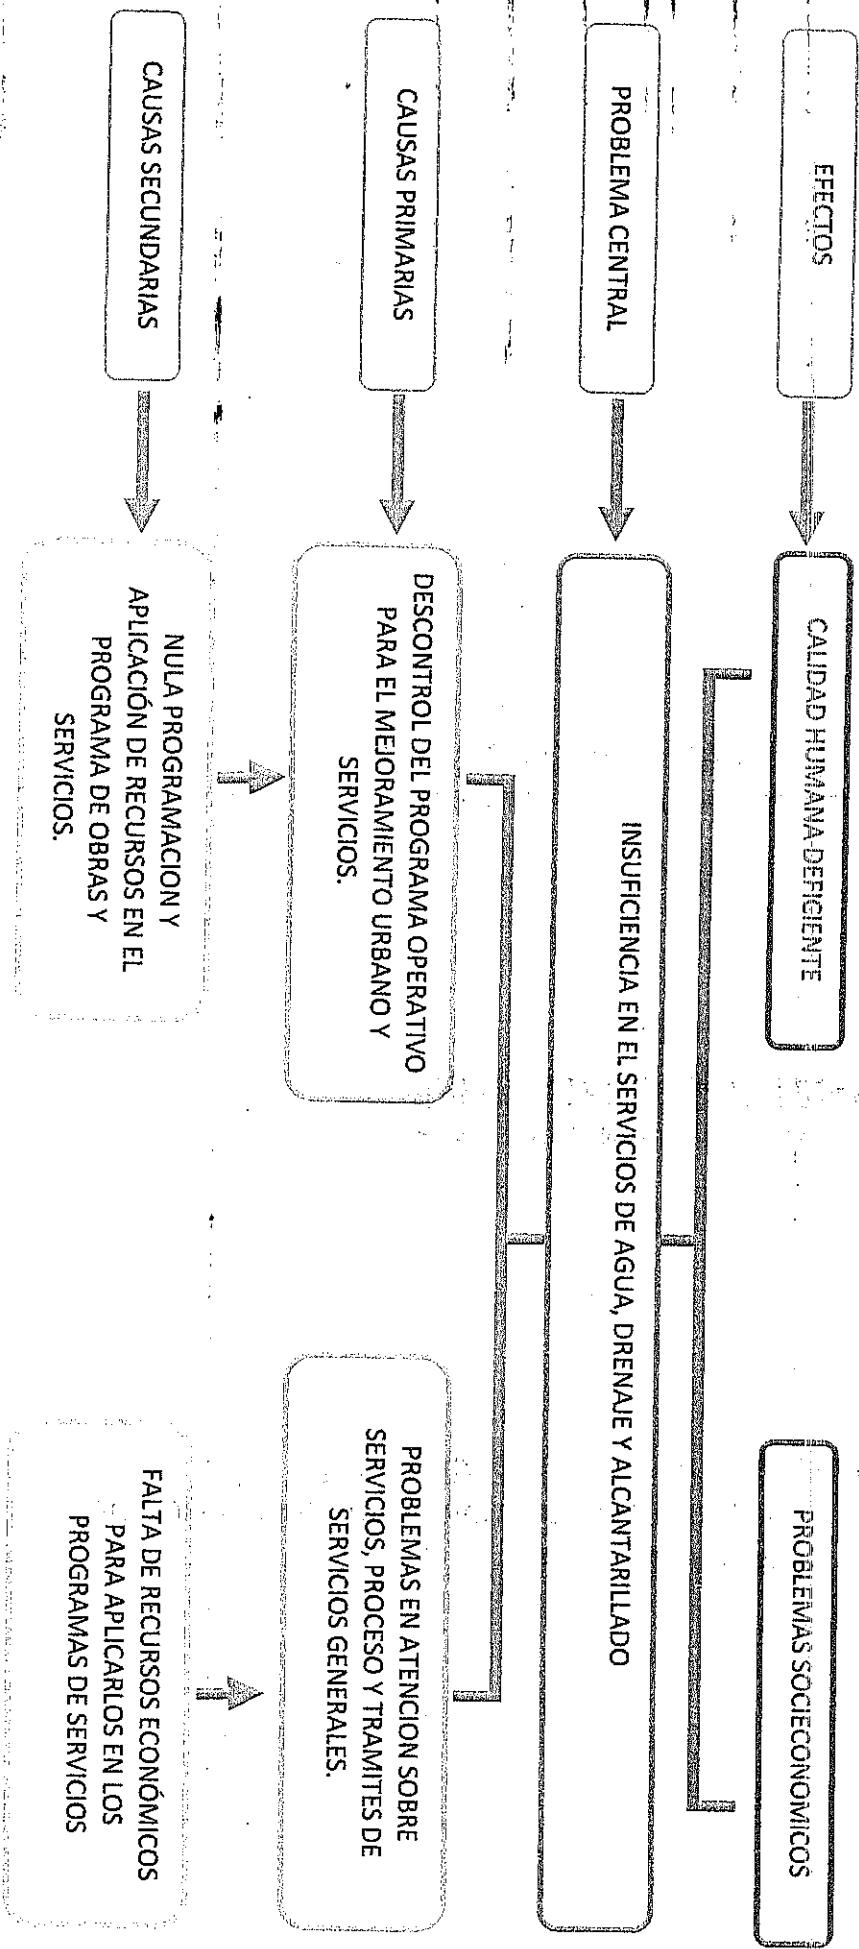 EFECTOS
CALIDAD HUMANA DEFICIENTE
PROBLEMAS SOCIECONOMICOS
PROBLEMA CENTRAL
INSUFICIENCIA EN EL SERVICIOS DE AGUA, DRENAJE Y ALCANTARILLADO
CAUSAS PRIMARIAS
DESCONTROL DEL PROGRAMA OPERATIVO
PARA EL MEJORAMIENTO URBANO Y
SERVICIOS.
PROBLEMAS EN ATENCION SOBRE
SERVICIOS, PROCESO Y TRAMITES DE
SERVICIOS GENERALES.
CAUSAS SECUNDARIAS
NULA PROGRAMACION Y
APLICACIÓN DE RECURSOS EN EL
PROGRAMA DE OBRAS Y
SERVICIOS.
FALTA DE RECURSOS ECONÓMICOS
PARA APLICARLOS EN LOS
PROGRAMAS DE SERVICIOS